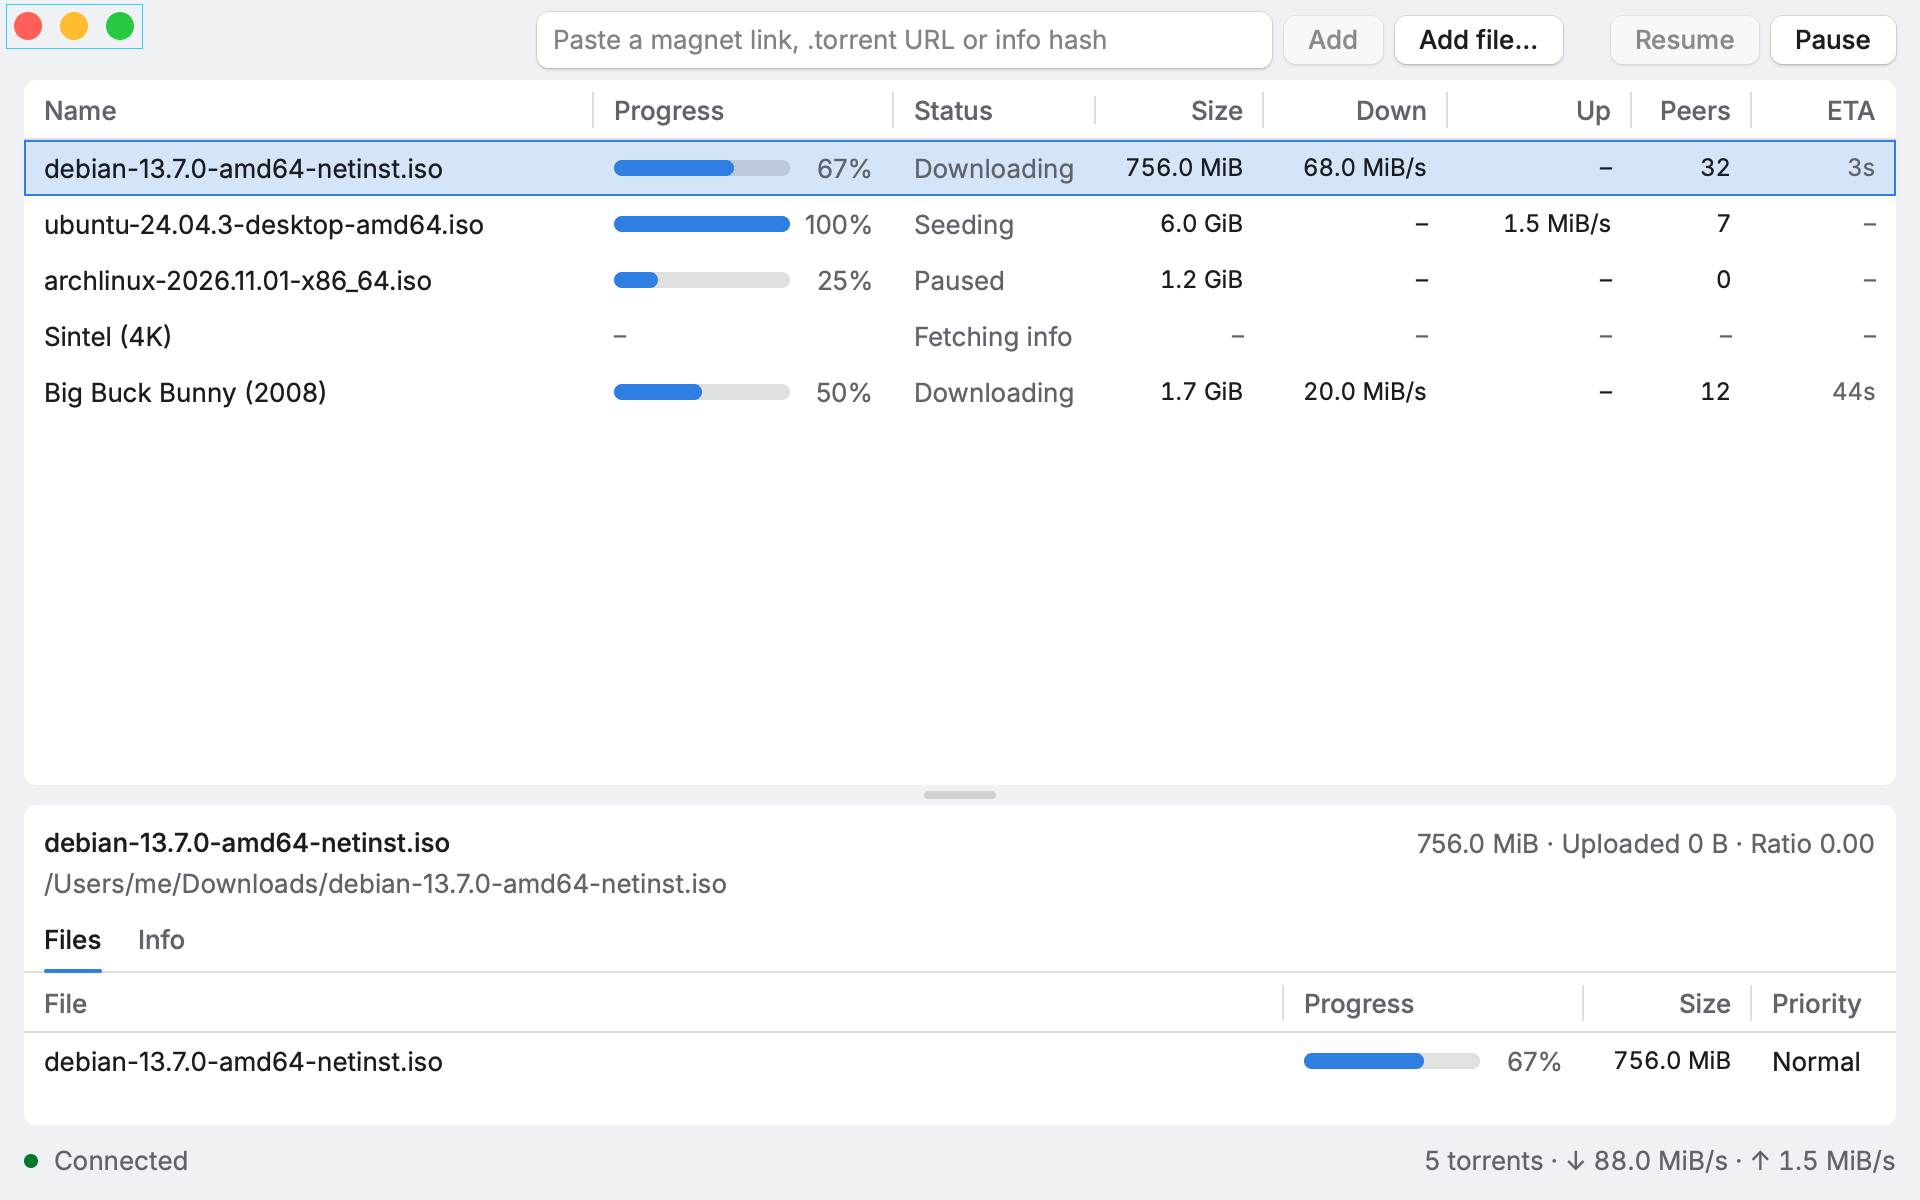 Paste a magnet link, .torrent URL or info hash Add Add file... Resume Pause
Name Progress Status Size Down Up Peers ETA
debian-13.7.0-amd64-netinst.iso 67% Downloading 756.0 MiB 68.0 MiB/s – 32 3s
ubuntu-24.04.3-desktop-amd64.iso 100% Seeding 6.0 GiB – 1.5 MiB/s 7 –
archlinux-2026.11.01-x86_64.iso 25% Paused 1.2 GiB – – 0 –
Sintel (4K) – Fetching info – – – – –
Big Buck Bunny (2008) 50% Downloading 1.7 GiB 20.0 MiB/s – 12 44s
debian-13.7.0-amd64-netinst.iso 756.0 MiB · Uploaded 0 B · Ratio 0.00
/Users/me/Downloads/debian-13.7.0-amd64-netinst.iso
Files Info
File Progress Size Priority
debian-13.7.0-amd64-netinst.iso 67% 756.0 MiB Normal
Connected 5 torrents · ↓ 88.0 MiB/s · ↑ 1.5 MiB/s